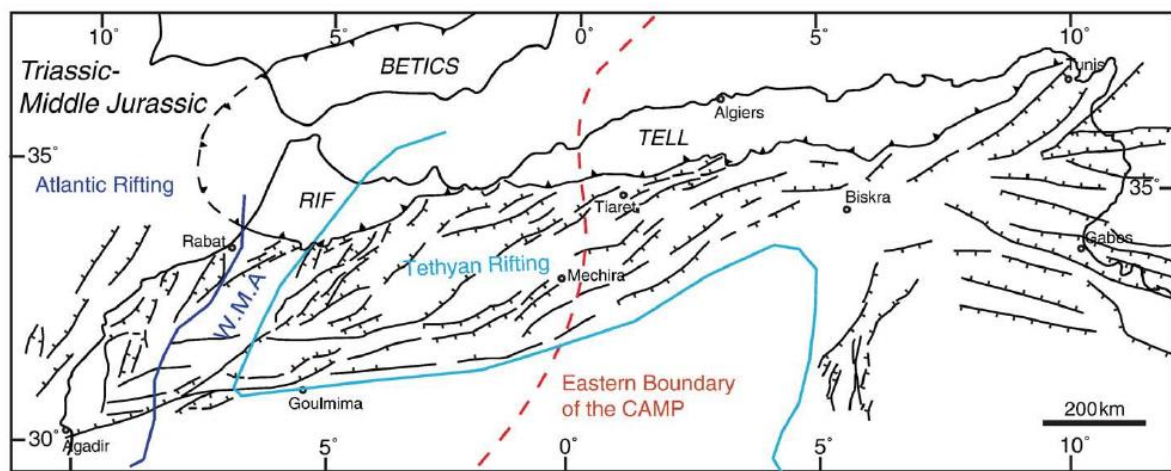 10° 5° 0° 5° 10°
Triassic-
Middle Jurassic
BETICS
Tunis
Algiers
TELL
35°
Atlantic Rifting
35°
RIF
Biskra
Tiaret
Rabat
Gabes
Tethyan Rifting
Mechira
W.M.A
Eastern Boundary
of the CAMP
Goulmima
200km
30°
Agadir
30°
5° 0° 5° 10°